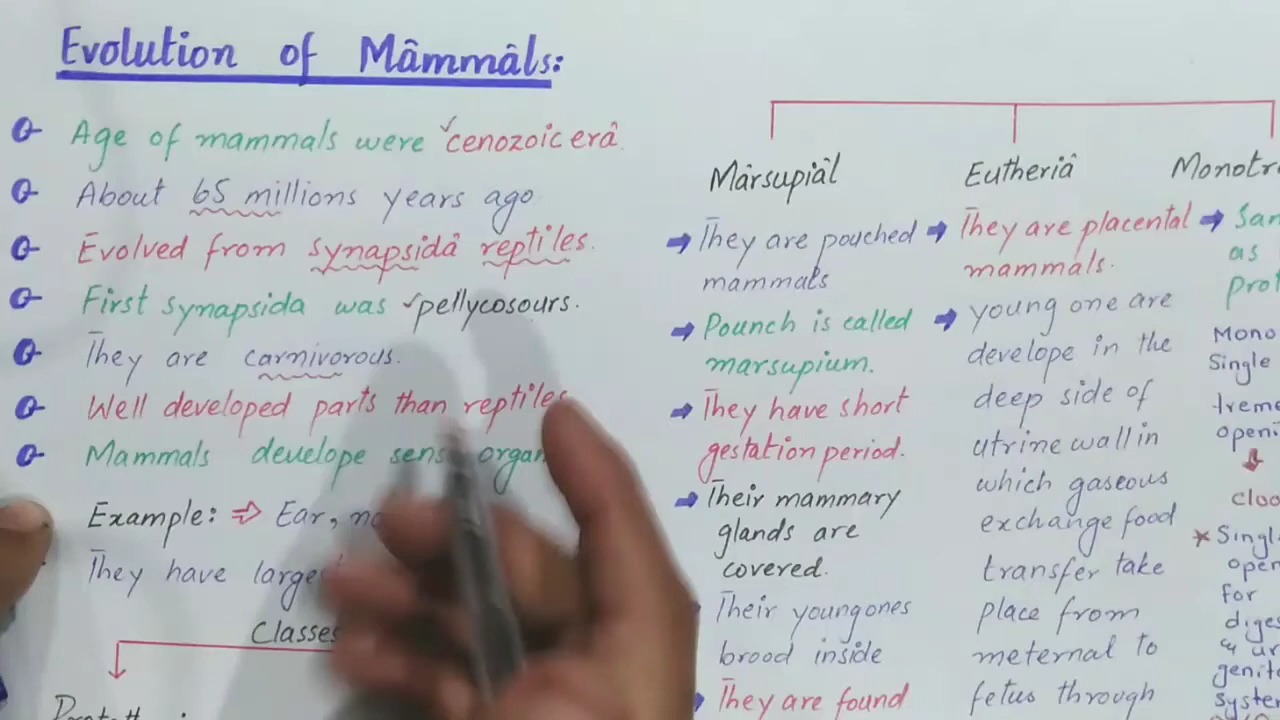 Evolution of Mâmmâls:
Age of mammals were cenozoic erâ.
About 65 millions years ago
Evolved from synapsidâ reptiles.
First synapsida was pellycosours.
They are carnivorous.
Well developed parts than reptiles
Mammals develope sens organ
Example: ⇒ Ear,
They have large
Classes
Mârsupiâl
They are pouched
mammals
Pounch is called
marsupium.
They have short
gestation period.
Their mammary
glands are
covered.
Their youngones
brood inside
They are found
Eutheriâ
They are placental
mammals.
young one are
develope in the
deep side of
utrine wall in
which gaseous
exchange food
transfer take
place from
meternal to
fetus through
Monotr
as
Mono
Single
treme
openi
cloa
Singl
open
for
diges
genit
system